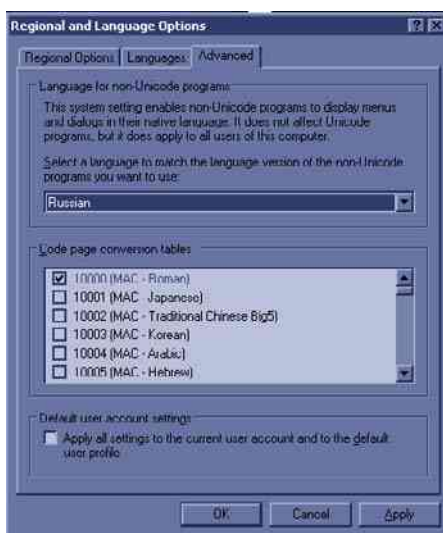 Regional and Language Options
Regional Options
Languages
Advanced
Language for non-Unicode programs
This system setting enables non-Unicode programs to display menus
and dialogs in their native language. It does not affect Unicode
programs, but it does apply to all users of this computer.
Select a language to match the language version of the non-Unicode
programs you want to use:
Russian
Code page conversion tables
10000 (MAC - Roman)
10001 (MAC - Japanese)
10002 (MAC - Traditional Chinese Big5)
10003 (MAC - Korean)
10004 (MAC - Arabic)
10005 (MAC - Hebrew)
Default user account settings
Apply all settings to the current user account and to the default
user profile
OK
Cancel
Apply